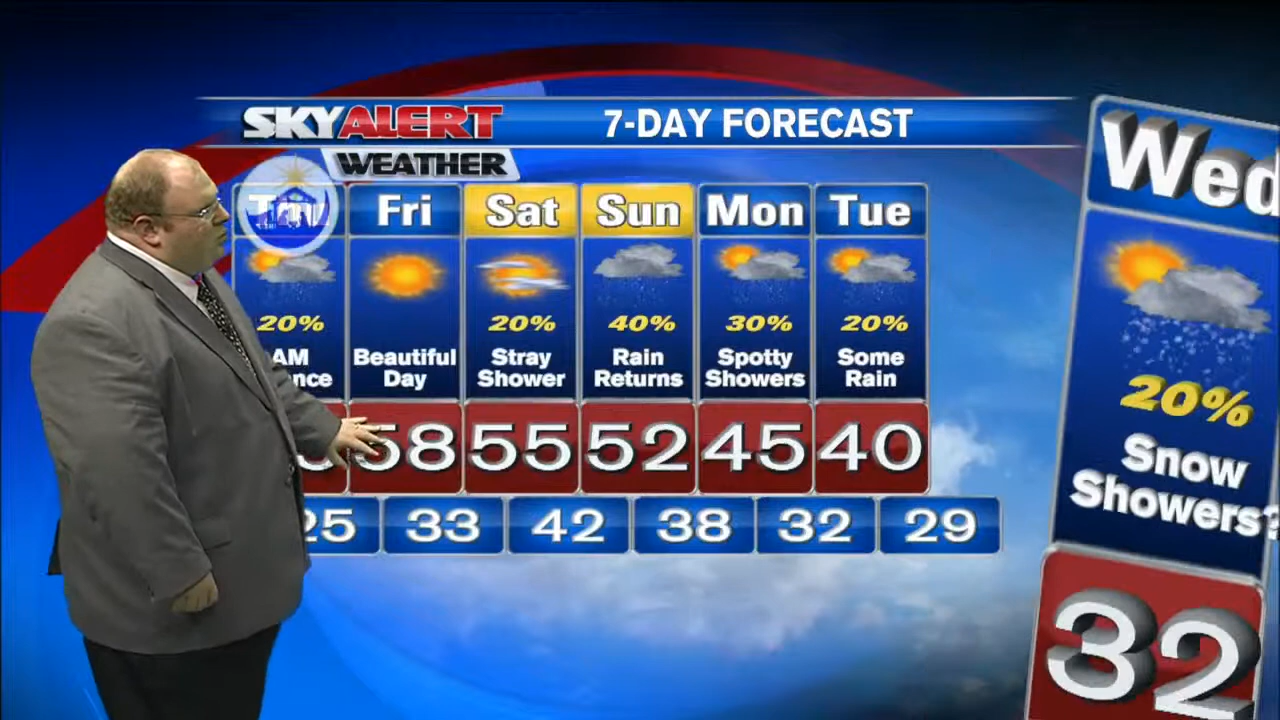 SKYALERT
WEATHER
7-DAY FORECAST
Fri
Sat
Sun
Mon
Tue
Wed
20%
20%
40%
30%
20%
20%
AM
Beautiful
Day
Stray
Shower
Rain
Returns
Spotty
Showers
Some
Rain
Snow
Showers?
58
55
52
45
40
32
25
33
42
38
32
29